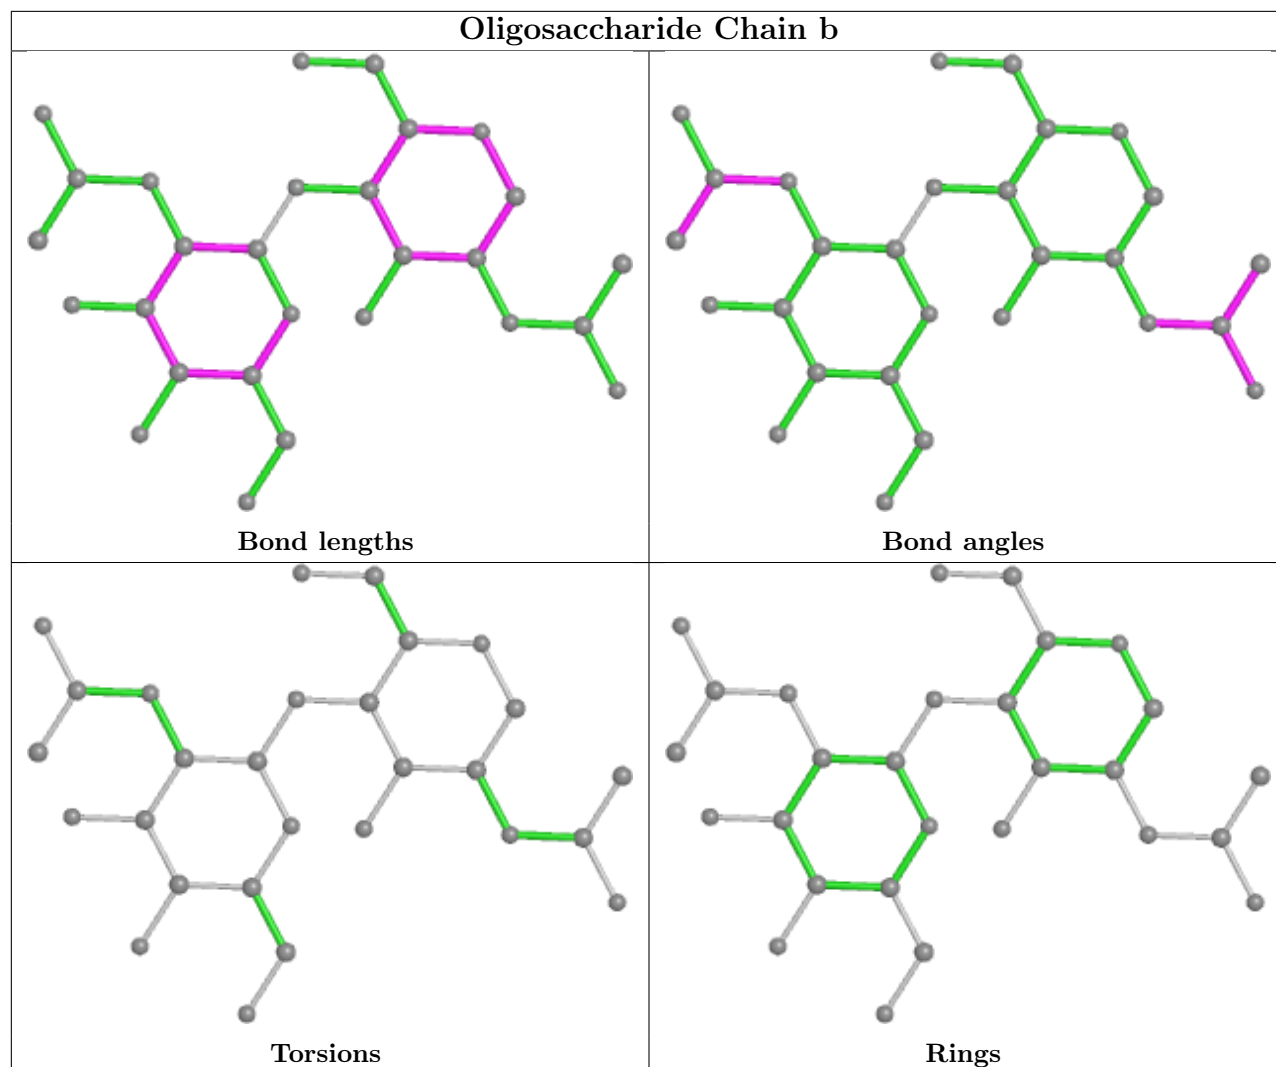 Oligosaccharide Chain b
Bond lengths
Bond angles
Torsions
Rings